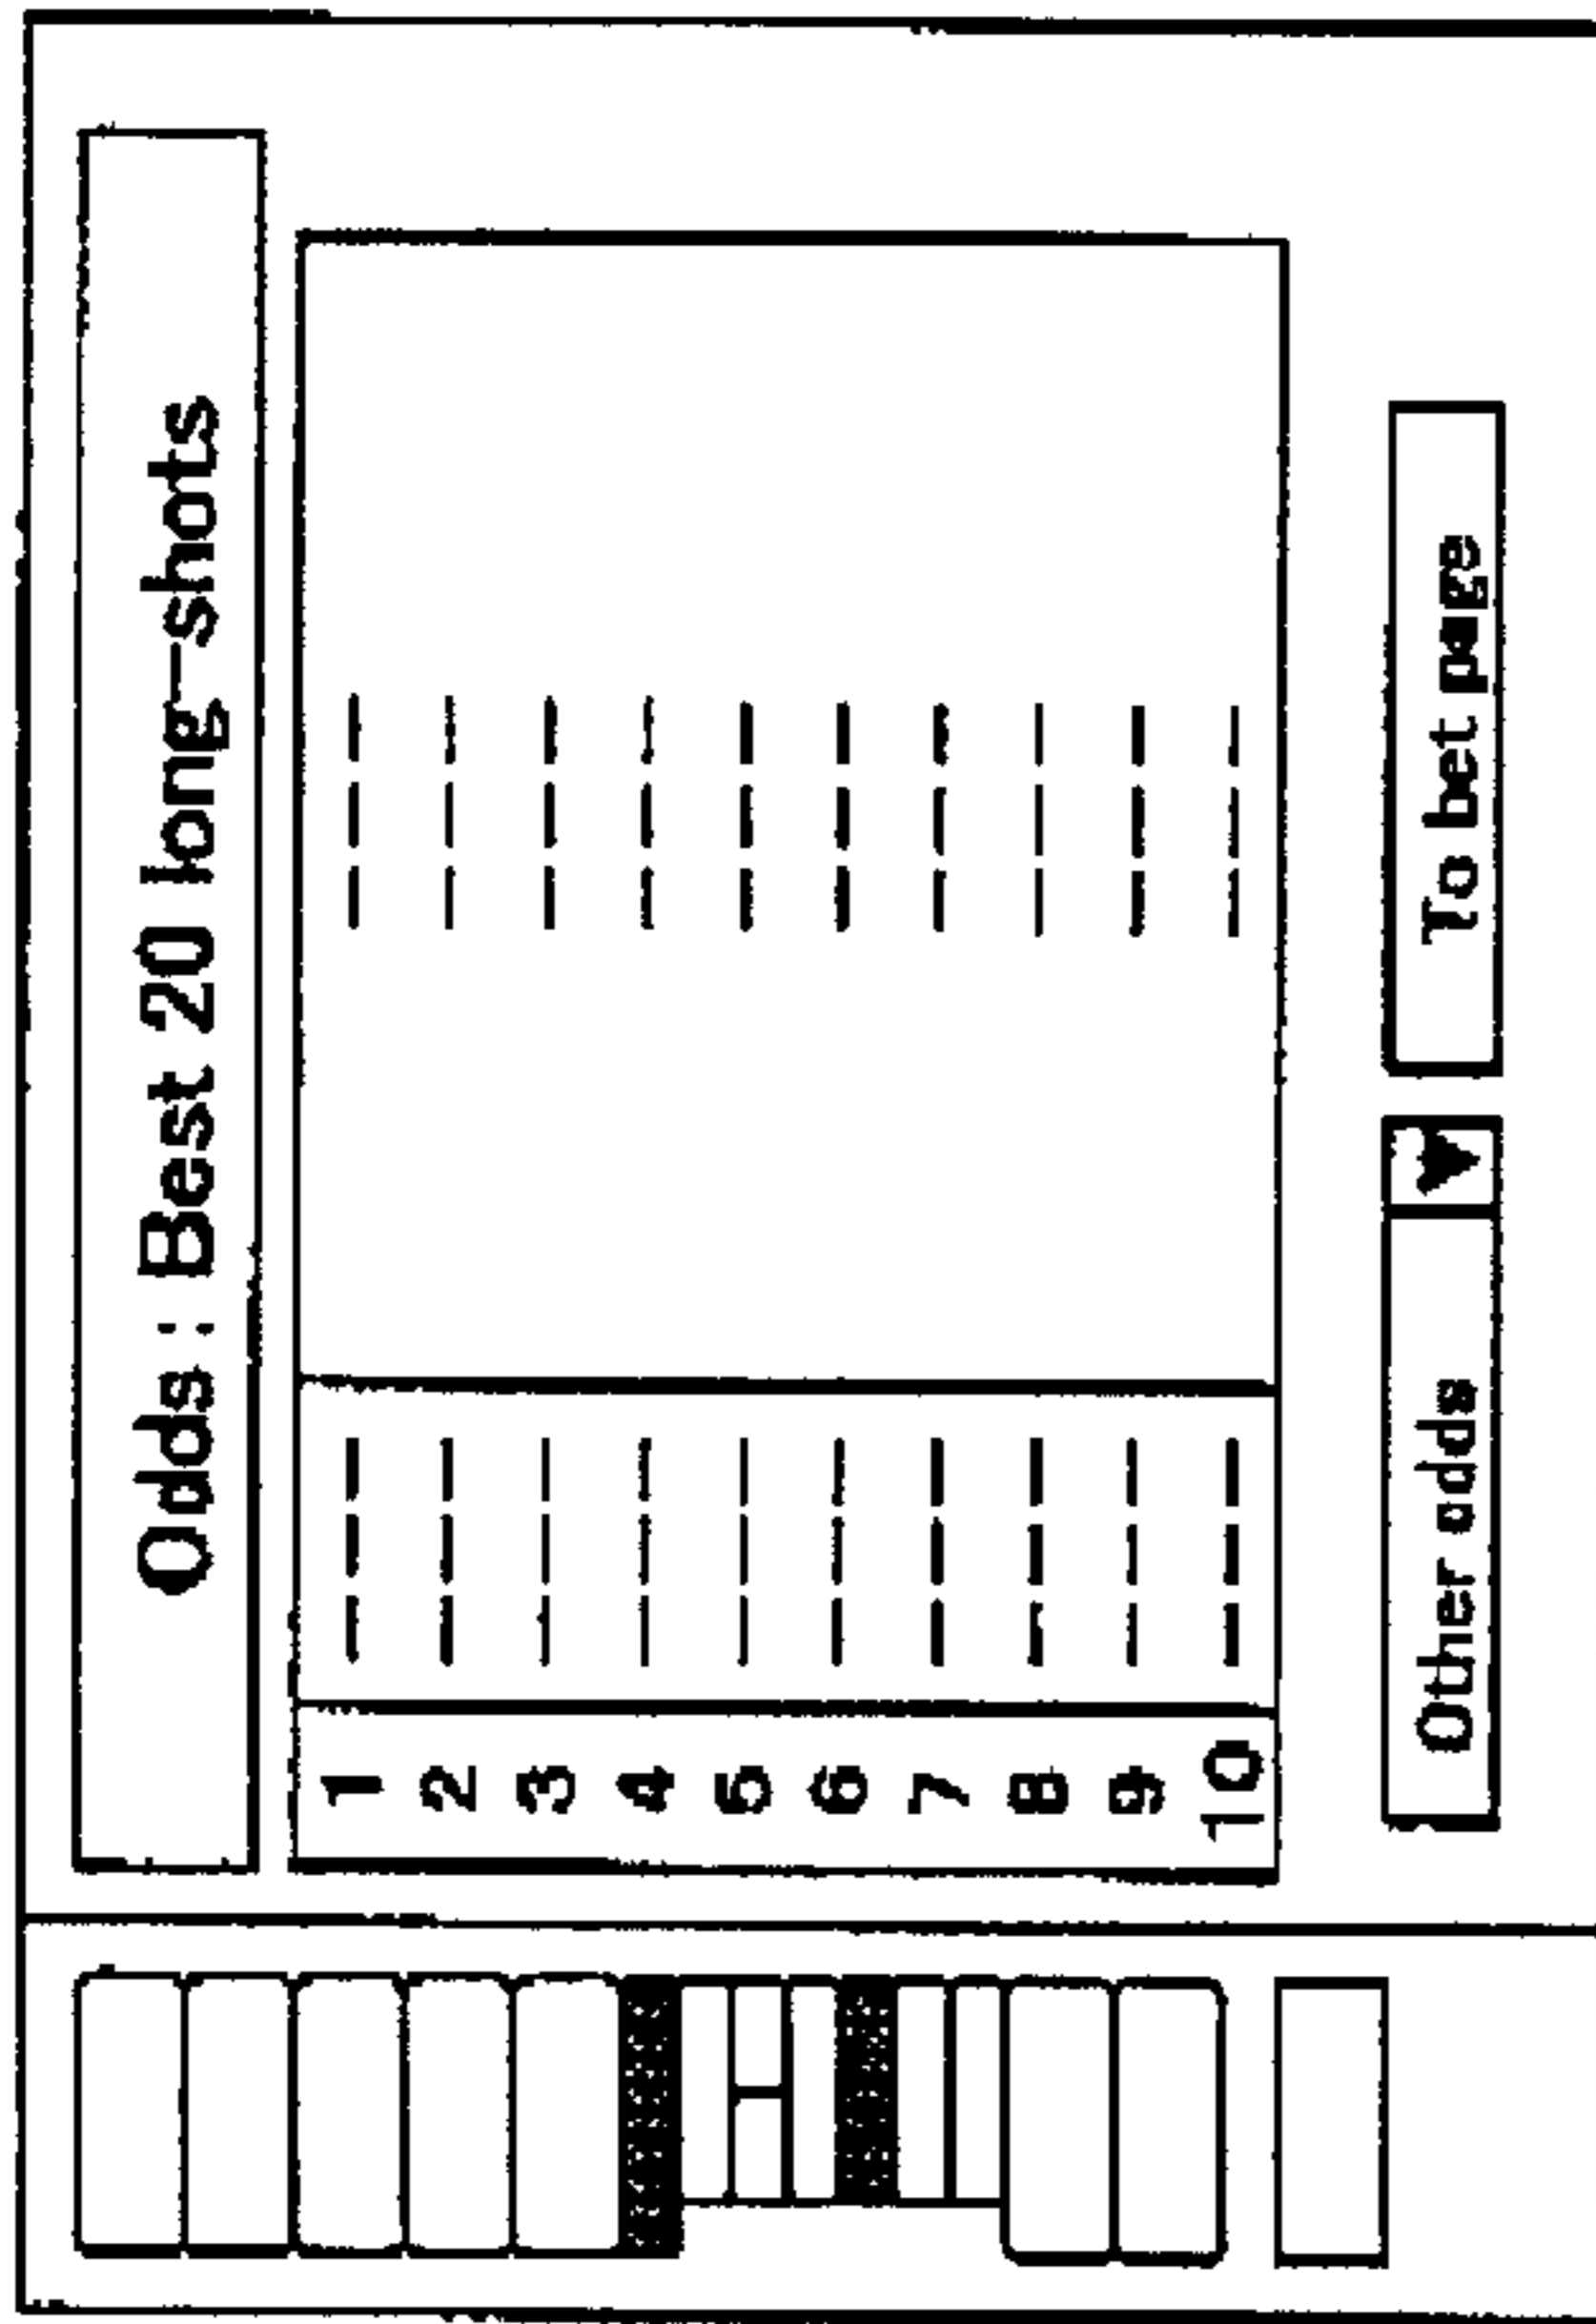 Odds : Best 20 long-shots
1 --- ---
2 --- ---
3 --- ---
4 --- ---
5 --- ---
6 --- ---
7 --- ---
8 --- ---
9 --- ---
10 --- ---
Other odds ▼ To bet page